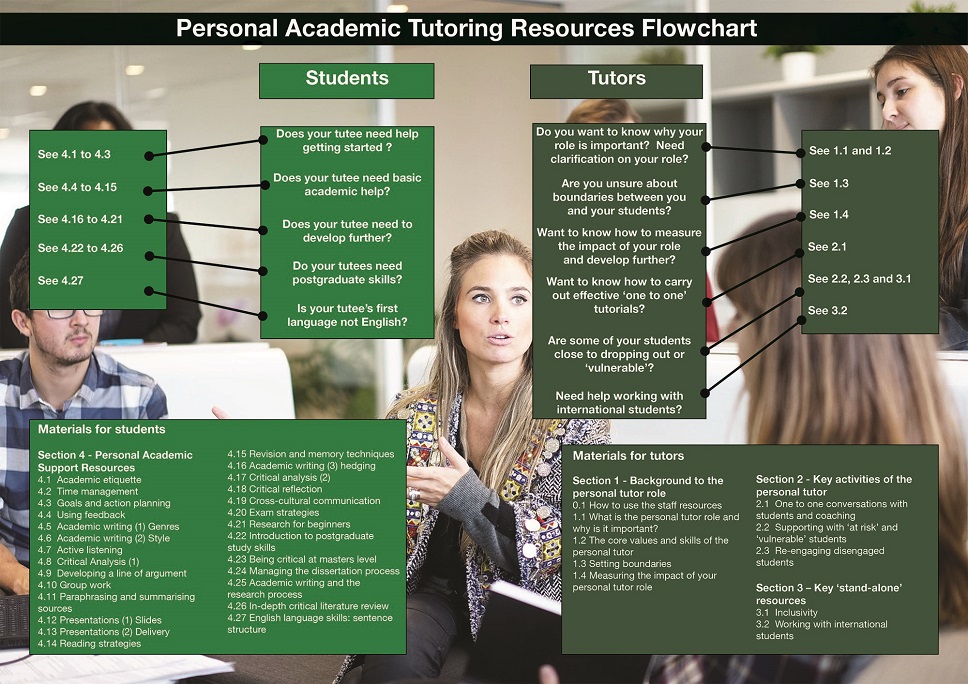 Personal Academic Tutoring Resources Flowchart
Students
Tutors
See 4.1 to 4.3
See 4.4 to 4.15
See 4.16 to 4.21
See 4.22 to 4.26
See 4.27
Does your tutee need help
getting started ?
Does your tutee need basic
academic help?
Does your tutee need to
develop further?
Do your tutees need
postgraduate skills?
Is your tutee's first
language not English?
Do you want to know why your
role is important? Need
clarification on your role?
Are you unsure about
boundaries between you
and your students?
Want to know how to measure
the impact of your role
and develop further?
Want to know how to carry
out effective 'one to one'
tutorials?
Are some of your students
close to dropping out or
'vulnerable'?
Need help working with
international students?
See 1.1 and 1.2
See 1.3
See 1.4
See 2.1
See 2.2, 2.3 and 3.1
See 3.2
Materials for students
Section 4 - Personal Academic
Support Resources
4.1 Academic etiquette
4.2 Time management
4.3 Goals and action planning
4.4 Using feedback
4.5 Academic writing (1) Genres
4.6 Academic writing (2) Style
4.7 Active listening
4.8 Critical Analysis (1)
4.9 Developing a line of argument
4.10 Group work
4.11 Paraphrasing and summarising
sources
4.12 Presentations (1) Slides
4.13 Presentations (2) Delivery
4.14 Reading strategies
4.15 Revision and memory techniques
4.16 Academic writing (3) hedging
4.17 Critical analysis (2)
4.18 Critical reflection
4.19 Cross-cultural communication
4.20 Exam strategies
4.21 Research for beginners
4.22 Introduction to postgraduate
study skills
4.23 Being critical at masters level
4.24 Managing the dissertation process
4.25 Academic writing and the
research process
4.26 In-depth critical literature review
4.27 English language skills: sentence
structure
Materials for tutors
Section 1 - Background to the
personal tutor role
0.1 How to use the staff resources
1.1 What is the personal tutor role and
why is it important?
1.2 The core values and skills of the
personal tutor
1.3 Setting boundaries
1.4 Measuring the impact of your
personal tutor role
Section 2 - Key activities of the
personal tutor
2.1 One to one conversations with
students and coaching
2.2 Supporting with 'at risk' and
'vulnerable' students
2.3 Re-engaging disengaged
students
Section 3 – Key 'stand-alone'
resources
3.1 Inclusivity
3.2 Working with international
students